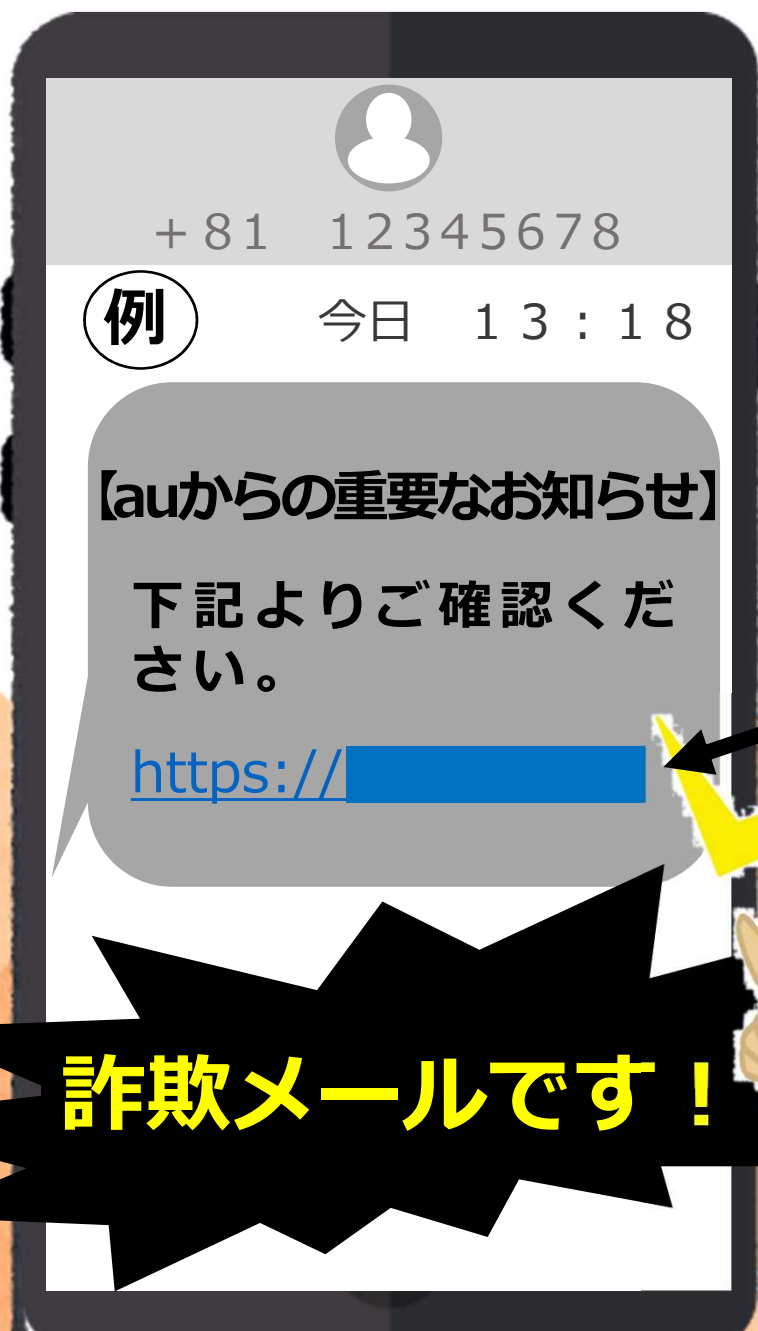 ＋８１　１２３４５６７８
例
今日　１３：１８
【auからの重要なお知らせ】
下記よりご確認くだ
さい。
https://
詐欺メールです！